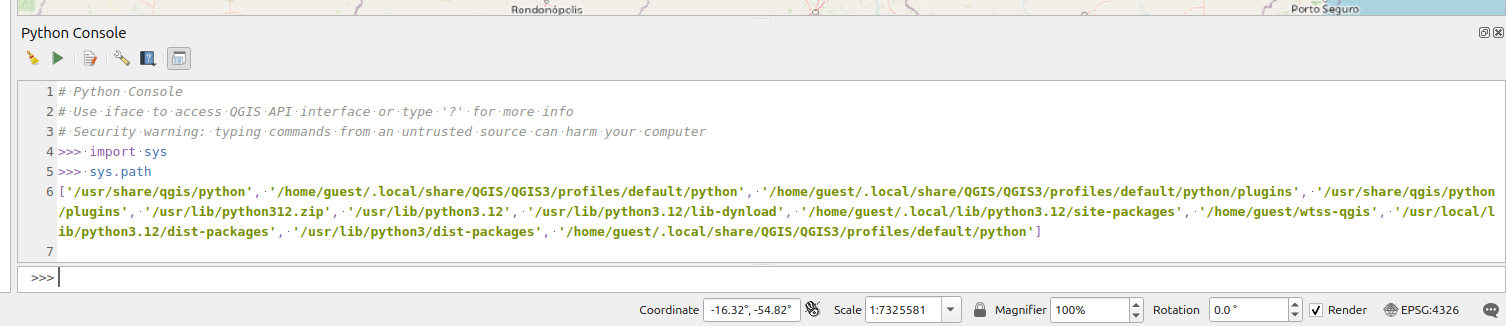 Rondonópolis
Porto Seguro
Python Console
1 # Python Console
2 # Use iface to access QGIS API interface or type '?' for more info
3 # Security warning: typing commands from an untrusted source can harm your computer
4 >>> import sys
5 >>> sys.path
6 ['/usr/share/qgis/python', '/home/guest/.local/share/QGIS/QGIS3/profiles/default/python', '/home/guest/.local/share/QGIS/QGIS3/profiles/default/python/plugins', '/usr/share/qgis/python
/plugins', '/usr/lib/python312.zip', '/usr/lib/python3.12', '/usr/lib/python3.12/lib-dynload', '/home/guest/.local/lib/python3.12/site-packages', '/home/guest/wtss-qgis', '/usr/local/l
ib/python3.12/dist-packages', '/usr/lib/python3/dist-packages', '/home/guest/.local/share/QGIS/QGIS3/profiles/default/python']
7
>>>
Coordinate -16.32°, -54.82° Scale 1:7325581 Magnifier 100% Rotation 0.0 ° Render EPSG:4326